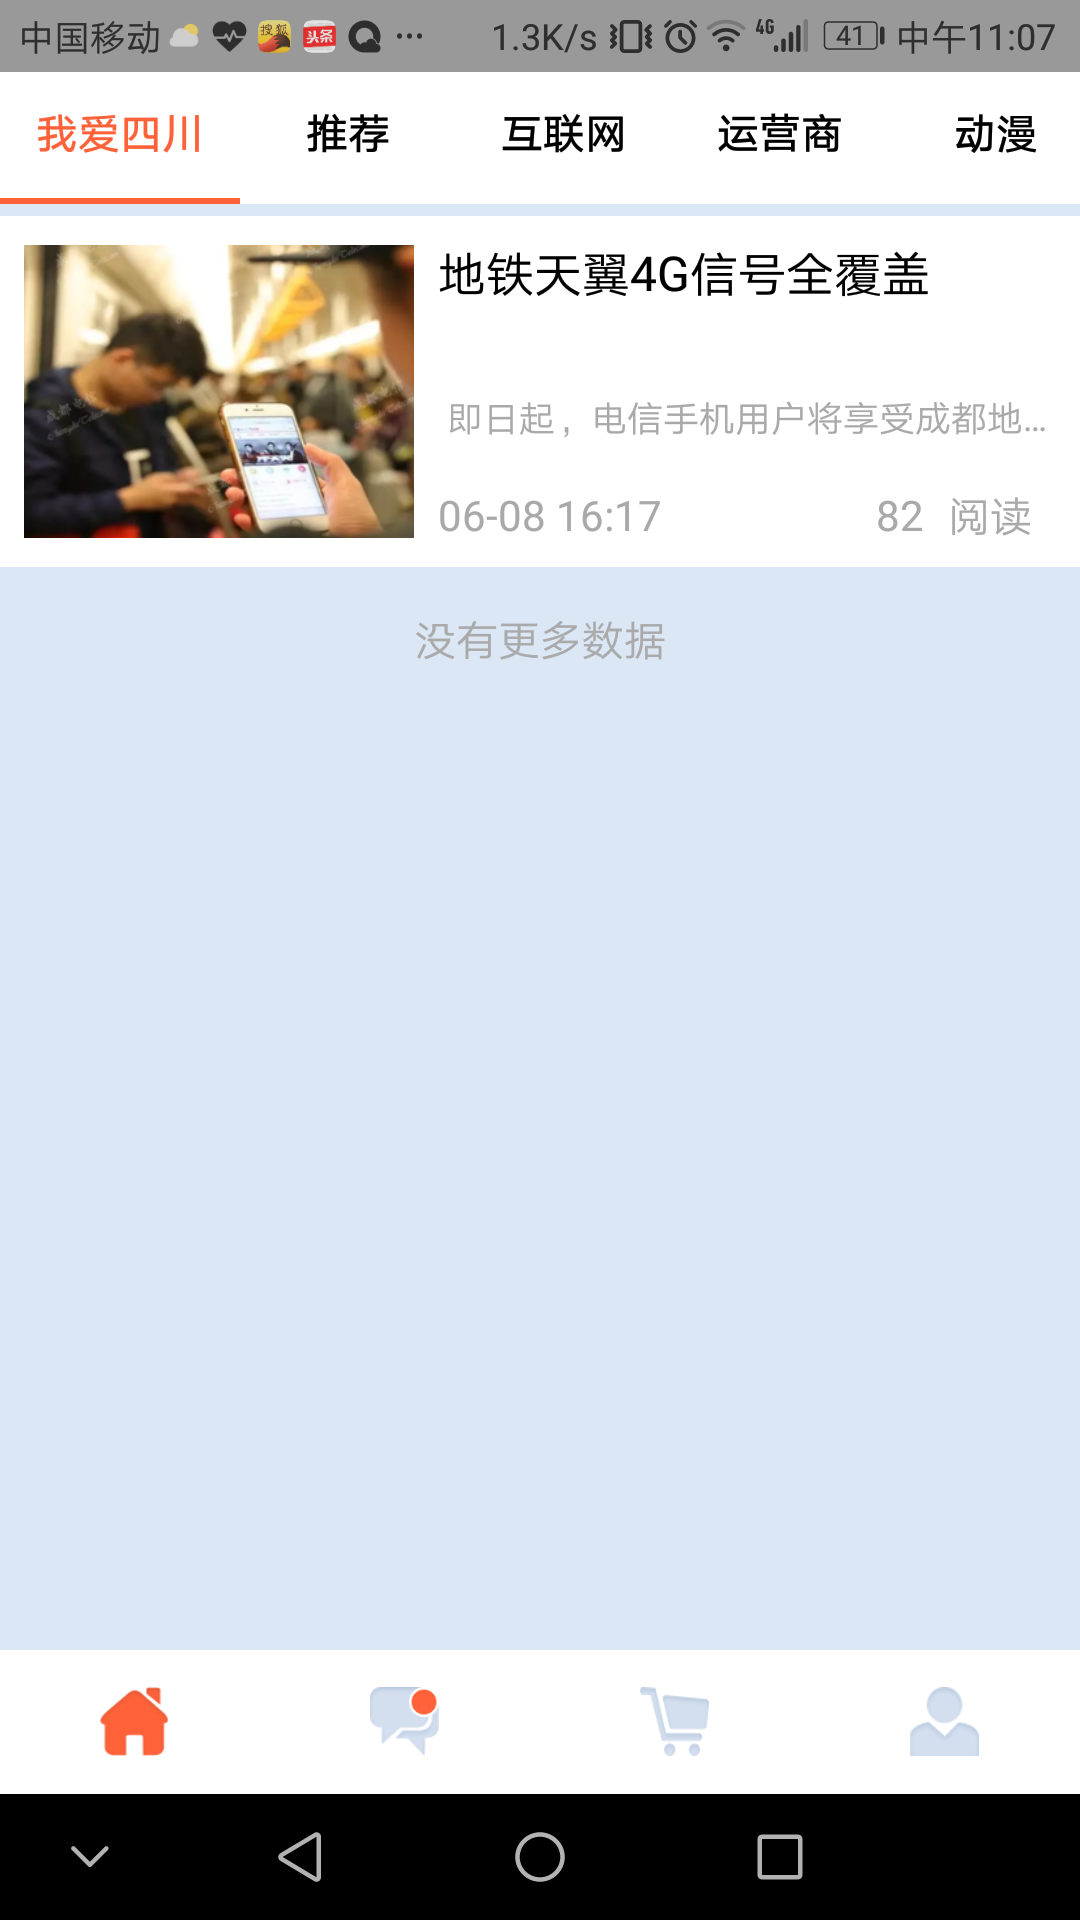 中国移动 搜狐 头条 ... 1.3K/s 4G 41 中午11:07
我爱四川 推荐 互联网 运营商 动漫
地铁天翼4G信号全覆盖
即日起，电信手机用户将享受成都地...
06-08 16:17 82 阅读
没有更多数据